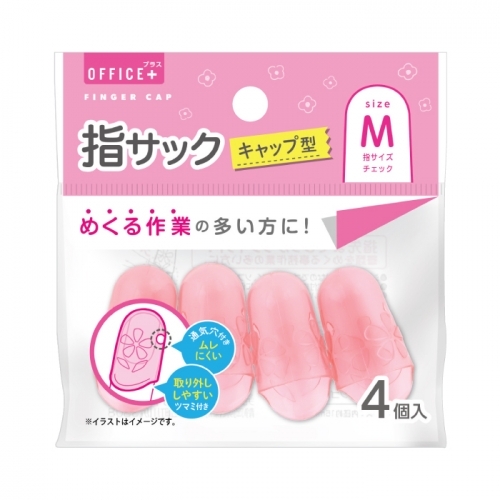 OFFICE+プラス
FINGER CAP
指サック
キャップ型
size
M
指サイズ
チェック
めくる作業の多い方に!
通気穴付き
ムレ
にくい
取り外し
しやすい
ツマミ付き
※イラストはイメージです。
4個入